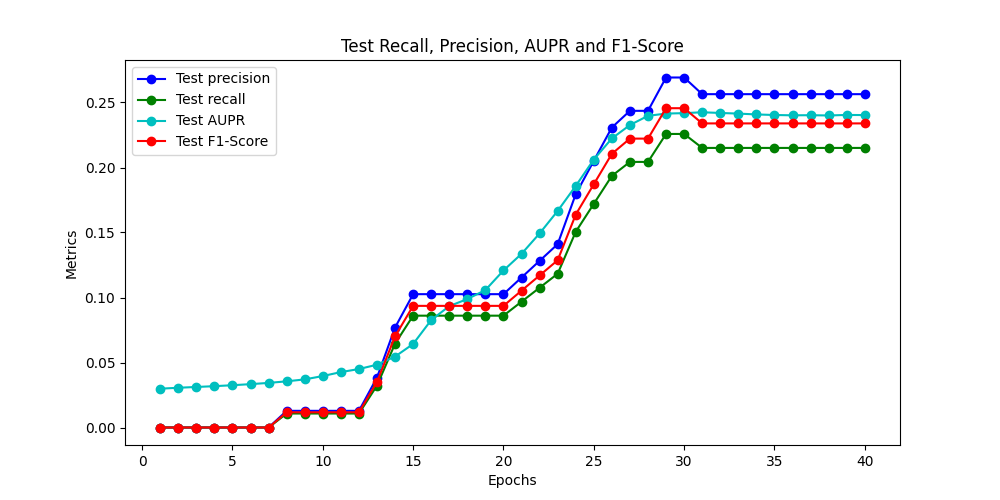 Test Recall, Precision, AUPR and F1-Score
Test precision
Test recall
Test AUPR
Test F1-Score
Metrics
0.25
0.20
0.15
0.10
0.05
0.00
0 5 10 15 20 25 30 35 40
Epochs